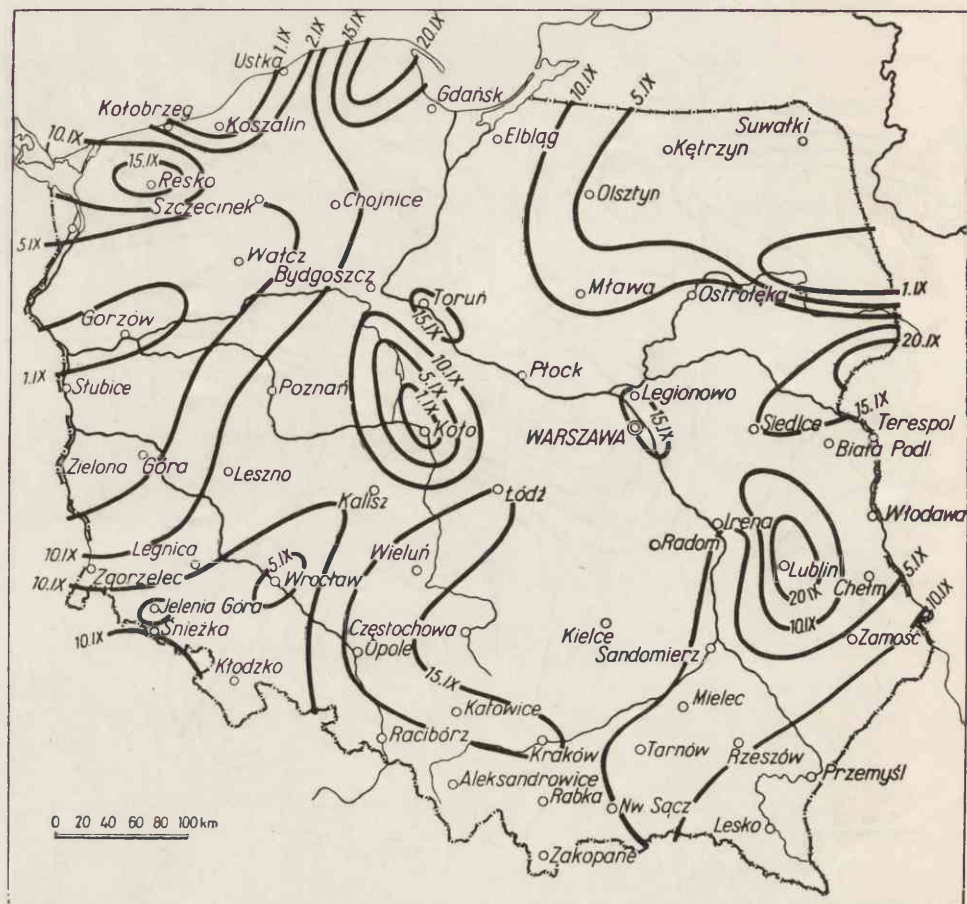 1.IX
2.IX
15.IX
20.IX
Ustka
Kołobrzeg
Koszalin
Gdańsk
10.IX
5.IX
Elbląg
Suwałki
Kętrzyn
10.IX
15.IX
Resko
Szczecinek
Chojnice
Olsztyn
5.IX
Wałcz
Bydgoszcz
Toruń
15.IX
Mława
Ostrołęka
1.IX
20.IX
Gorzów
10.IX
5.IX
1.IX
1.IX
Słubice
Poznań
Płock
Legionowo
Koło
WARSZAWA
15.IX
Siedlce
15.IX
Terespol
Biała Podl.
Zielona Góra
Leszno
Kalisz
Łódź
Włodawa
10.IX
Legnica
Wieluń
Irena
Radom
10.IX
Zgorzelec
5.IX
Wrocław
Lublin
20IX
Chełm
5.IX
10.IX
Jelenia Góra
Śnieżka
10.IX
Kłodzko
Częstochowa
Opole
Kielce
Sandomierz
10.IX
Zamość
15.IX
Katowice
Mielec
Racibórz
Kraków
Tarnów
Rzeszów
Aleksandrowice
Przemyśl
Rabka
Nw Sącz
Lesko
Zakopane
0 20 40 60 80 100 km